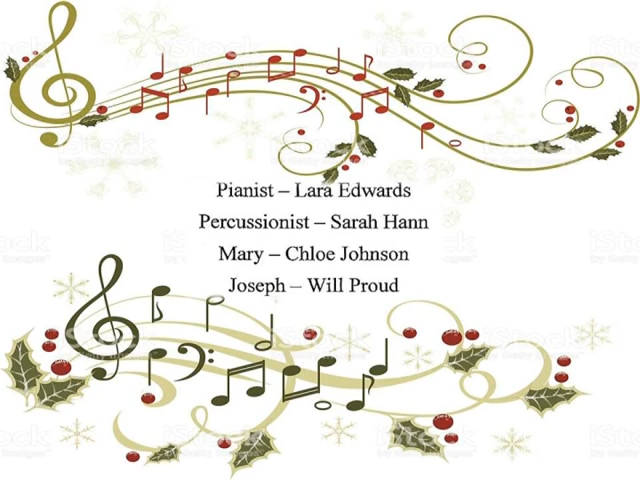 Pianist – Lara Edwards
Percussionist – Sarah Hann
Mary – Chloe Johnson
Joseph – Will Proud